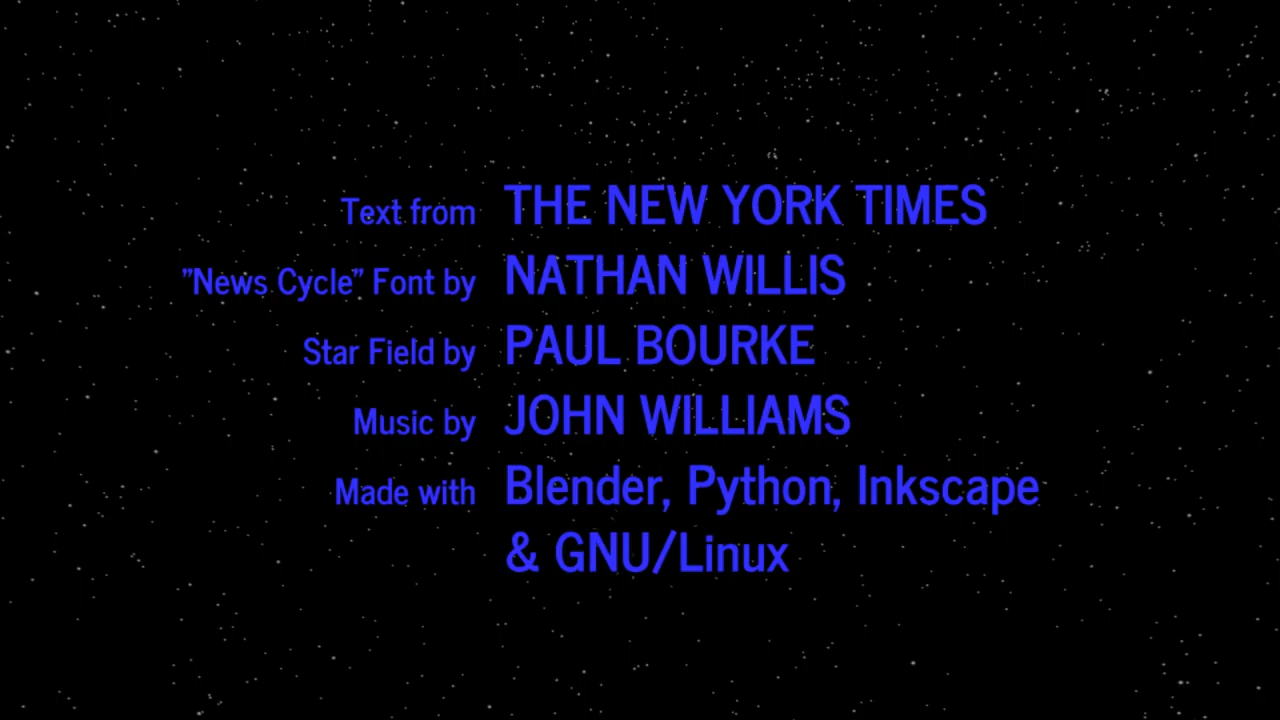 Text from THE NEW YORK TIMES
"News Cycle" Font by NATHAN WILLIS
Star Field by PAUL BOURKE
Music by JOHN WILLIAMS
Made with Blender, Python, Inkscape
& GNU/Linux